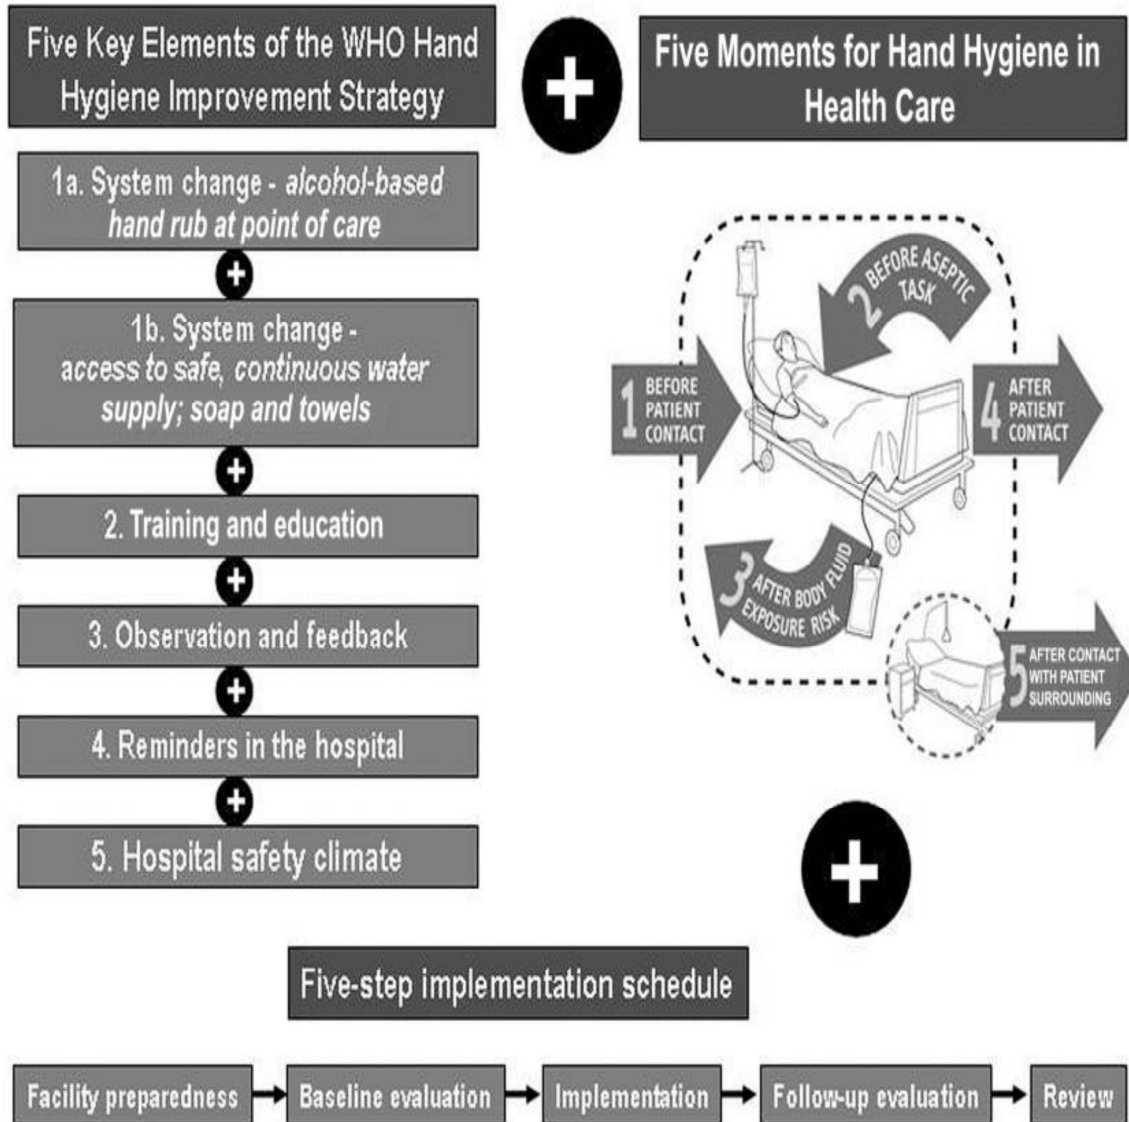 Five Key Elements of the WHO Hand
Hygiene Improvement Strategy
1a. System change - alcohol-based
hand rub at point of care
1b. System change -
access to safe, continuous water
supply; soap and towels
2. Training and education
3. Observation and feedback
4. Reminders in the hospital
5. Hospital safety climate
Five Moments for Hand Hygiene in
Health Care
1 BEFORE
PATIENT
CONTACT
2 BEFORE ASEPTIC
TASK
3 AFTER BODY FLUID
EXPOSURE RISK
4 AFTER
PATIENT
CONTACT
5 AFTER CONTACT
WITH PATIENT
SURROUNDING
Five-step implementation schedule
Facility preparedness
Baseline evaluation
Implementation
Follow-up evaluation
Review